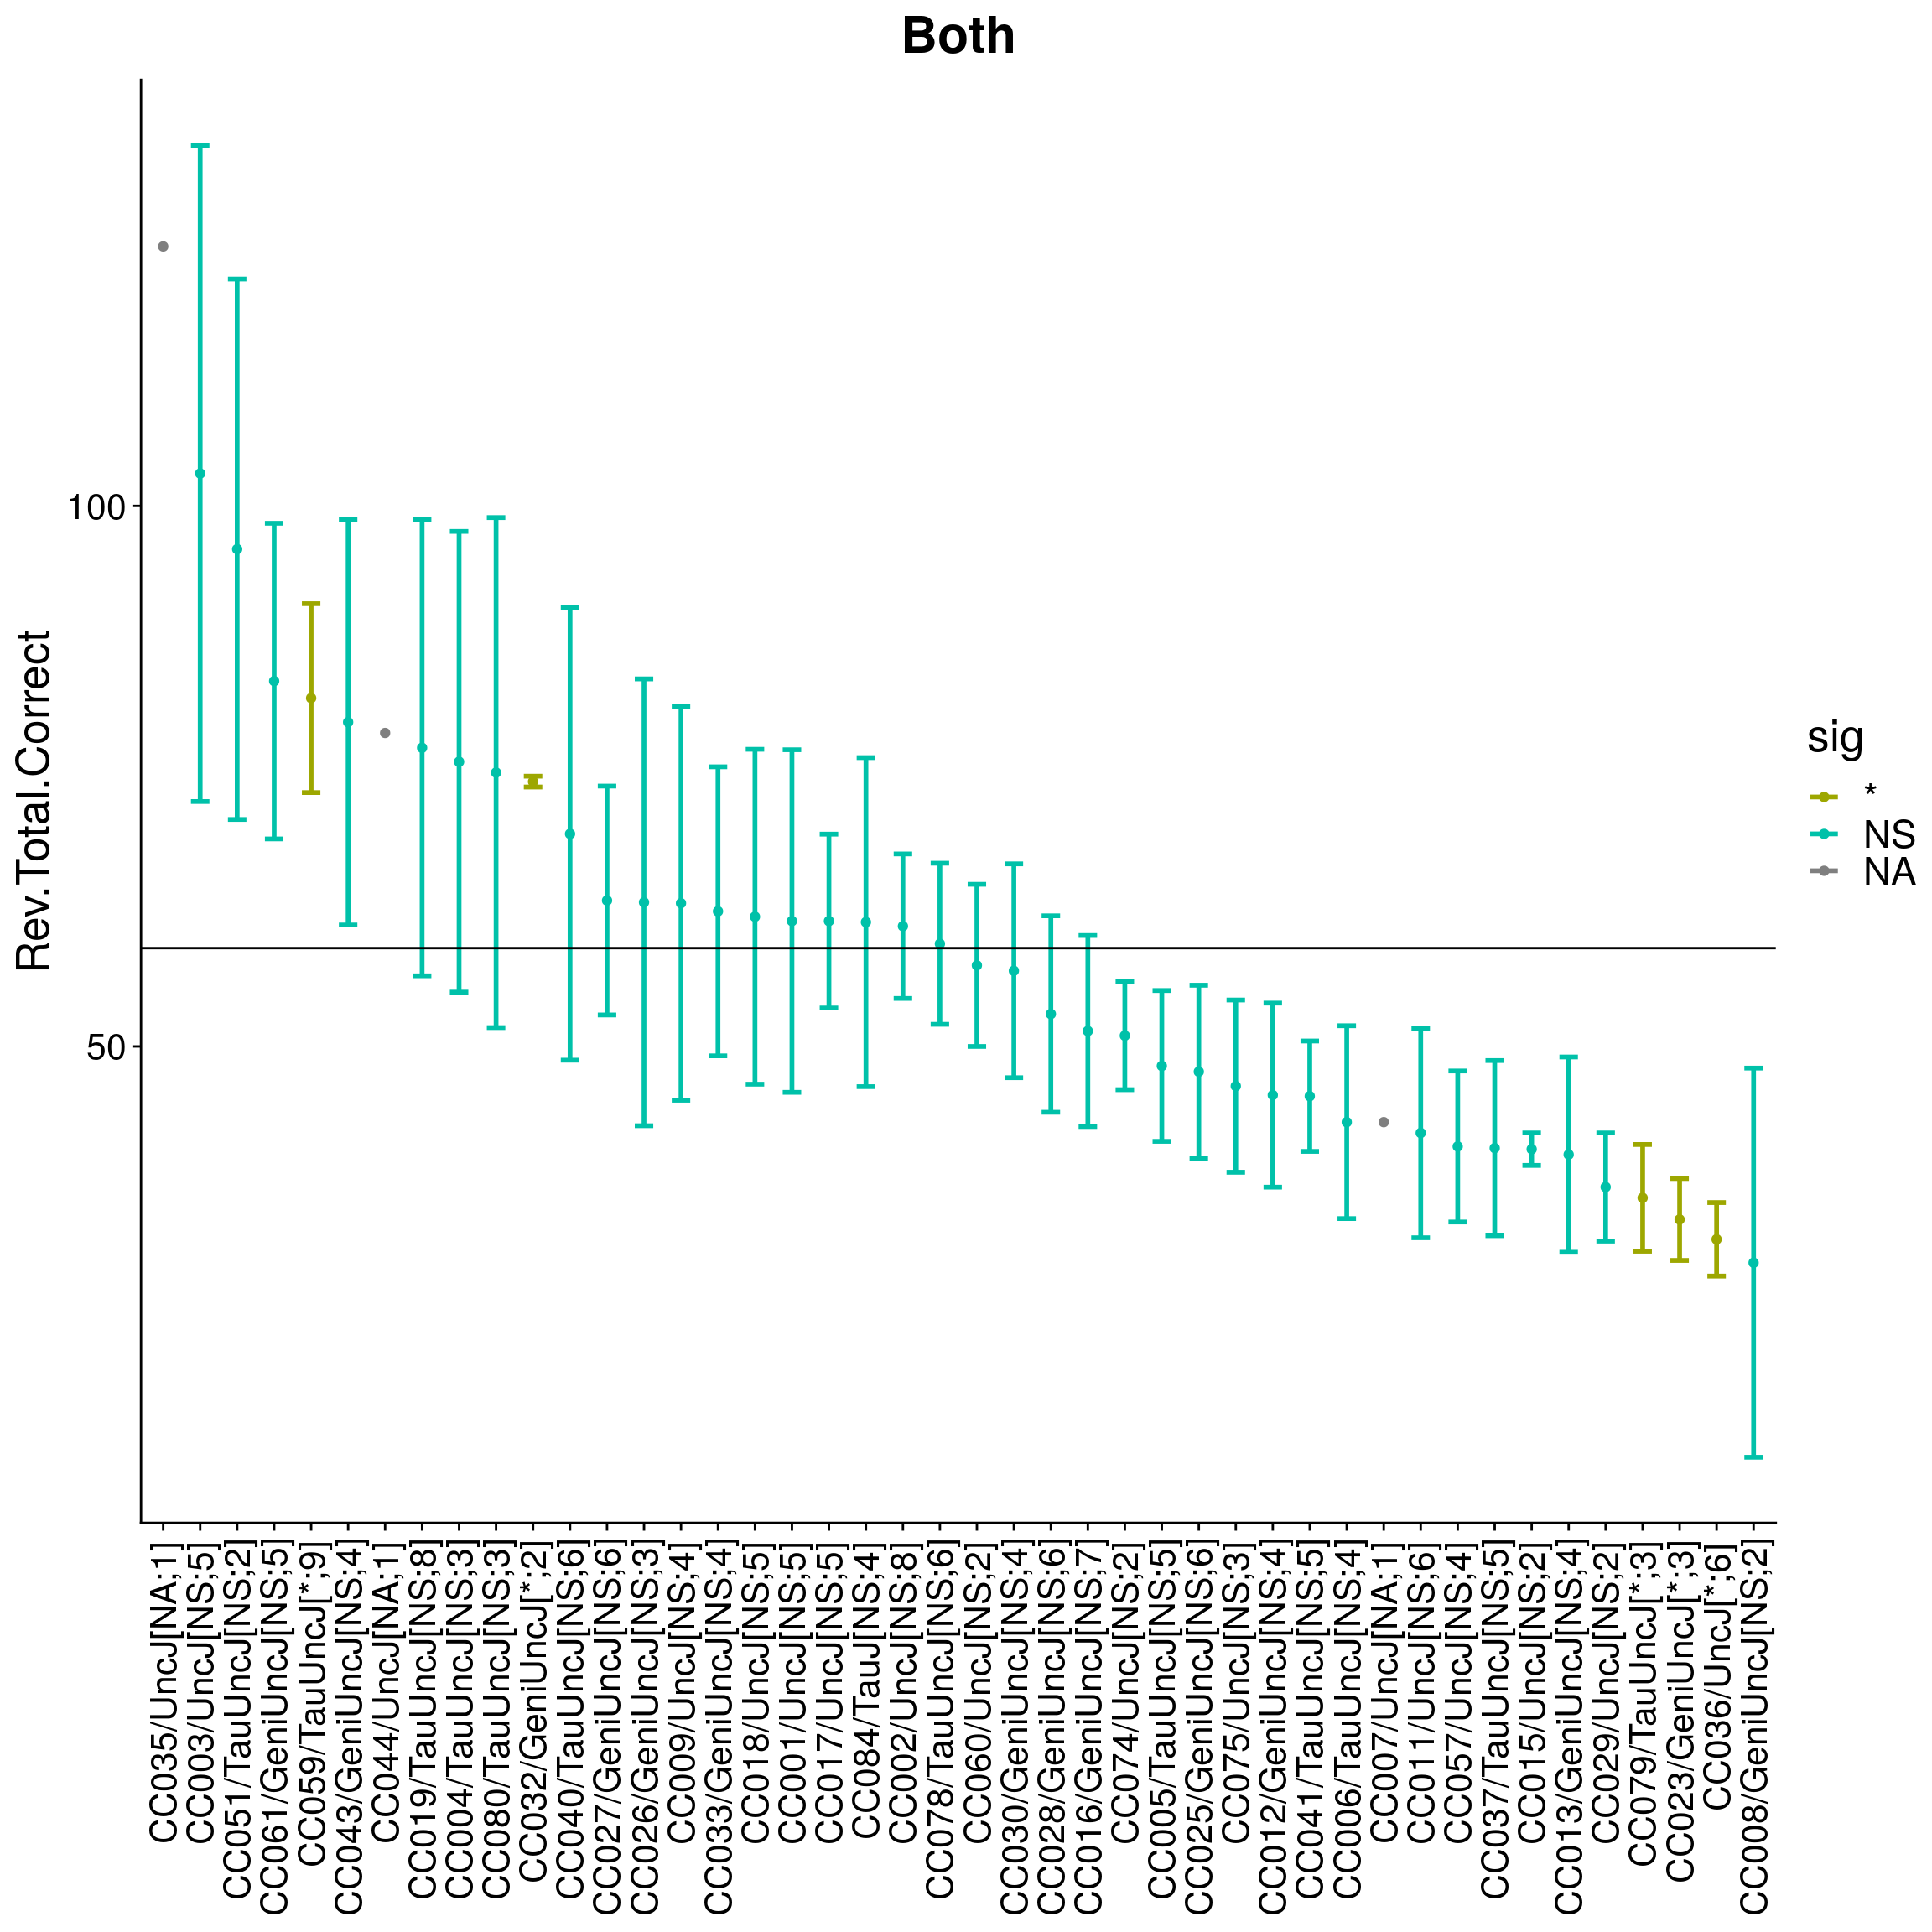 Both
Rev.Total.Correct
100
50
CC035/UncJ[NA;1]
CC003/UncJ[NS;5]
CC051/TauUncJ[NS;2]
CC061/GeniUncJ[NS;5]
CC059/TauUncJ[*;9]
CC043/GeniUncJ[NS;4]
CC044/UncJ[NA;1]
CC019/TauUncJ[NS;8]
CC004/TauUncJ[NS;3]
CC080/TauUncJ[NS;3]
CC032/GeniUncJ[*;2]
CC040/TauUncJ[NS;6]
CC027/GeniUncJ[NS;6]
CC026/GeniUncJ[NS;3]
CC009/UncJ[NS;4]
CC033/GeniUncJ[NS;4]
CC018/UncJ[NS;5]
CC001/UncJ[NS;5]
CC017/UncJ[NS;5]
CC084/TauJ[NS;4]
CC002/UncJ[NS;8]
CC078/TauUncJ[NS;6]
CC060/UncJ[NS;2]
CC030/GeniUncJ[NS;4]
CC028/GeniUncJ[NS;6]
CC016/GeniUncJ[NS;7]
CC074/UncJ[NS;2]
CC005/TauUncJ[NS;5]
CC025/GeniUncJ[NS;6]
CC075/UncJ[NS;3]
CC012/GeniUncJ[NS;4]
CC041/TauUncJ[NS;5]
CC006/TauUncJ[NS;4]
CC007/UncJ[NA;1]
CC011/UncJ[NS;6]
CC057/UncJ[NS;4]
CC037/TauUncJ[NS;5]
CC015/UncJ[NS;2]
CC013/GeniUncJ[NS;4]
CC029/UncJ[NS;2]
CC079/TauUncJ[*;3]
CC023/GeniUncJ[*;3]
CC036/UncJ[*;6]
CC008/GeniUncJ[NS;2]
sig
*
NS
NA